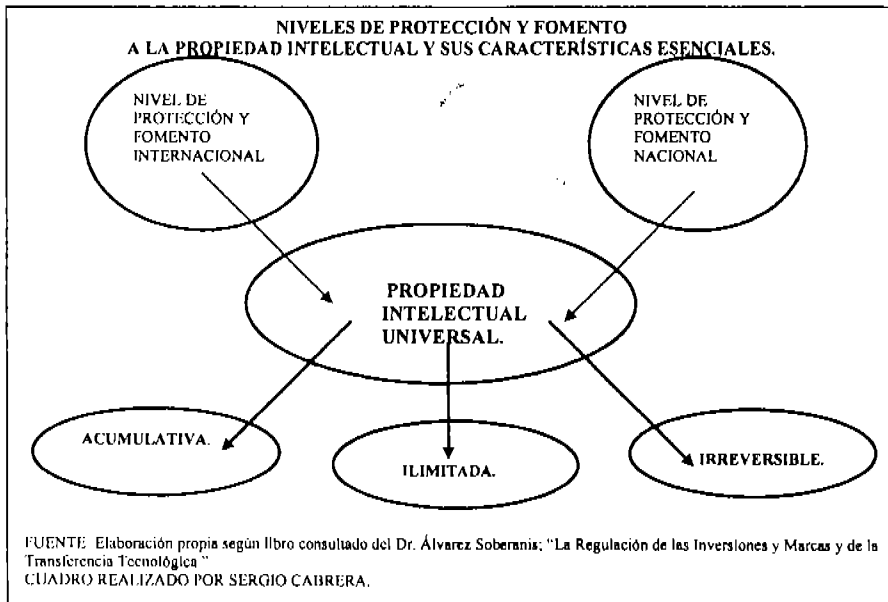 NIVELES DE PROTECCIÓN Y FOMENTO
A LA PROPIEDAD INTELECTUAL Y SUS CARACTERÍSTICAS ESENCIALES.
NIVEL DE
PROTECCIÓN Y
FOMENTO
INTERNACIONAL
NIVEL DE
PROTECCIÓN Y
FOMENTO
NACIONAL
PROPIEDAD
INTELECTUAL
UNIVERSAL.
ACUMULATIVA.
ILIMITADA.
IRREVERSIBLE.
FUENTE: Elaboración propia según libro consultado del Dr. Álvarez Soberanis; "La Regulación de las Inversiones y Marcas y de la
Transferencia Tecnológica"
CUADRO REALIZADO POR SERGIO CABRERA.